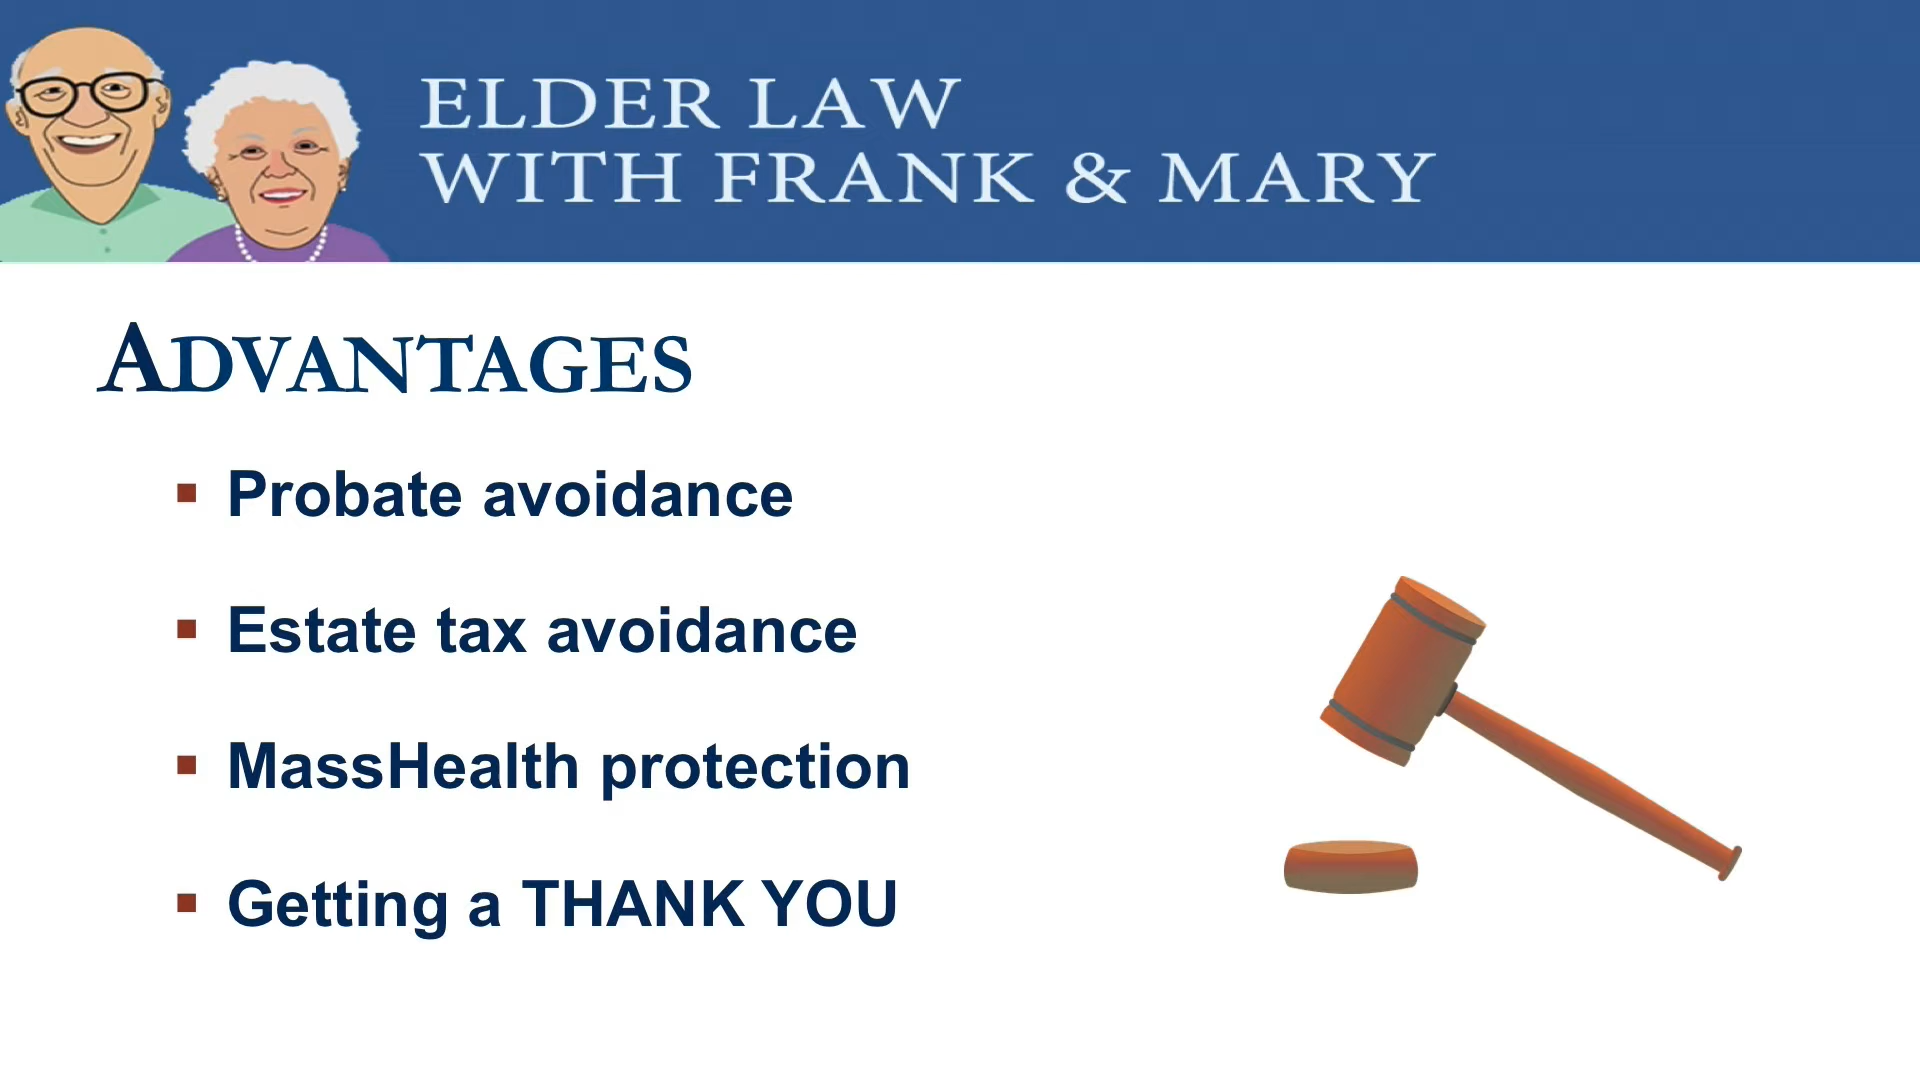 ELDER LAW
WITH FRANK & MARY
ADVANTAGES
▪ Probate avoidance
▪ Estate tax avoidance
▪ MassHealth protection
▪ Getting a THANK YOU